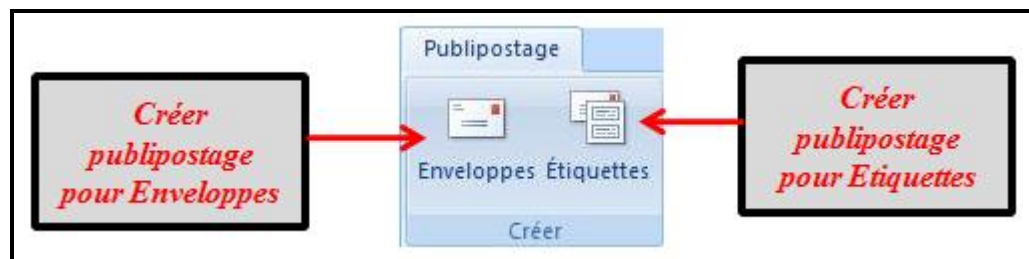 Publipostage
Créer
publipostage
pour Enveloppes
Enveloppes Étiquettes
Créer
Créer
publipostage
pour Etiquettes